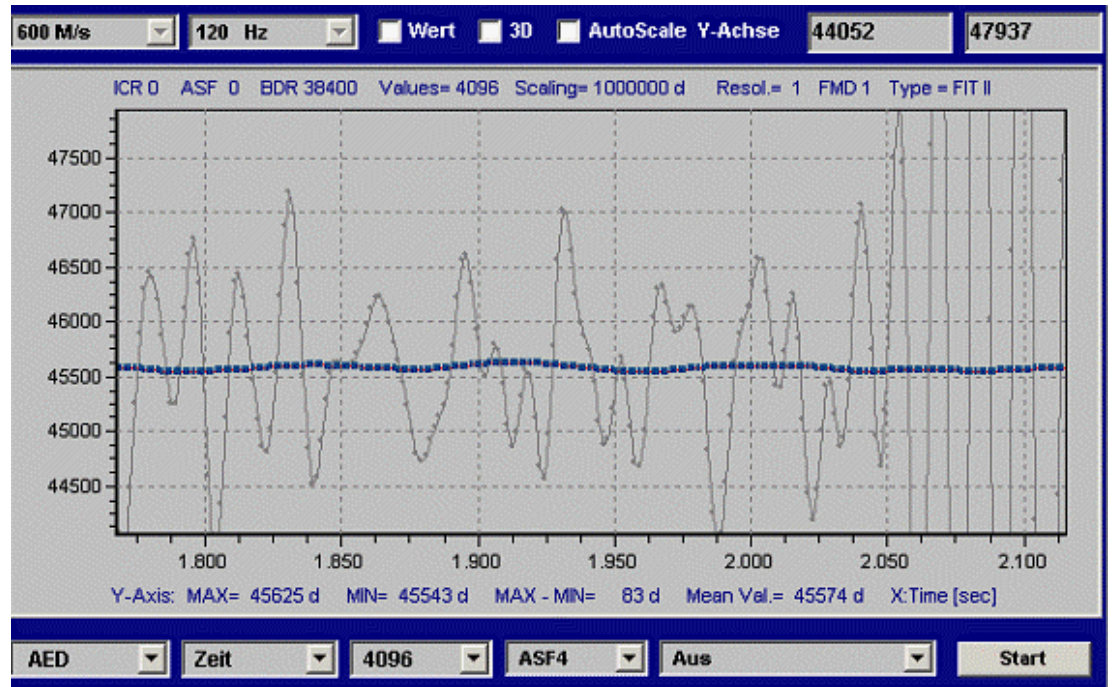 600 M/s 120 Hz Wert 3D AutoScale Y-Achse 44052 47937
ICR 0 ASF 0 BDR 38400 Values= 4096 Scaling= 1000000 d Resol.= 1 FMD 1 Type = FIT II
47500
47000
46500
46000
45500
45000
44500
1.800 1.850 1.900 1.950 2.000 2.050 2.100
Y-Axis: MAX= 45625 d MIN= 45543 d MAX - MIN= 83 d Mean Val.= 45574 d X:Time [sec]
AED Zeit 4096 ASF4 Aus Start